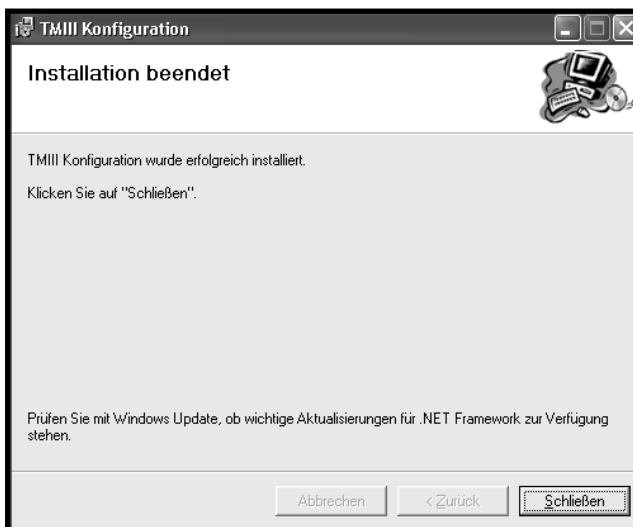 TMIII Konfiguration
Installation beendet
TMIII Konfiguration wurde erfolgreich installiert.
Klicken Sie auf "Schließen".
Prüfen Sie mit Windows Update, ob wichtige Aktualisierungen für .NET Framework zur Verfügung
stehen.
Abbrechen
< Zurück
Schließen